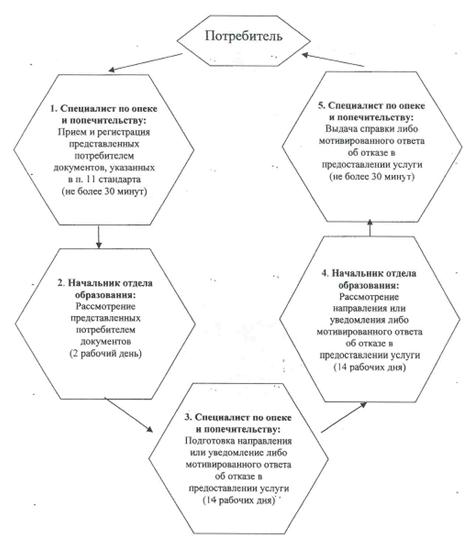 Потребитель
1. Специалист по опеке
и попечительству:
Прием и регистрация
представленных
потребителем
документов, указанных
в п. 11 стандарта
(не более 30 минут)
2. Начальник отдела
образования:
Рассмотрение
представленных
потребителем
документов
(2 рабочий день)
3. Специалист по опеке
и попечительству:
Подготовка направления
или уведомление либо
мотивированного ответа
об отказе в
предоставлении услуги
(14 рабочих дня)
4. Начальник отдела
образования:
Рассмотрение
направления или
уведомления либо
мотивированного ответа
об отказе в
предоставлении услуги
(14 рабочих дня)
5. Специалист по опеке
и попечительству:
Выдача справки либо
мотивированного ответа
об отказе в
предоставлении услуги
(не более 30 минут)